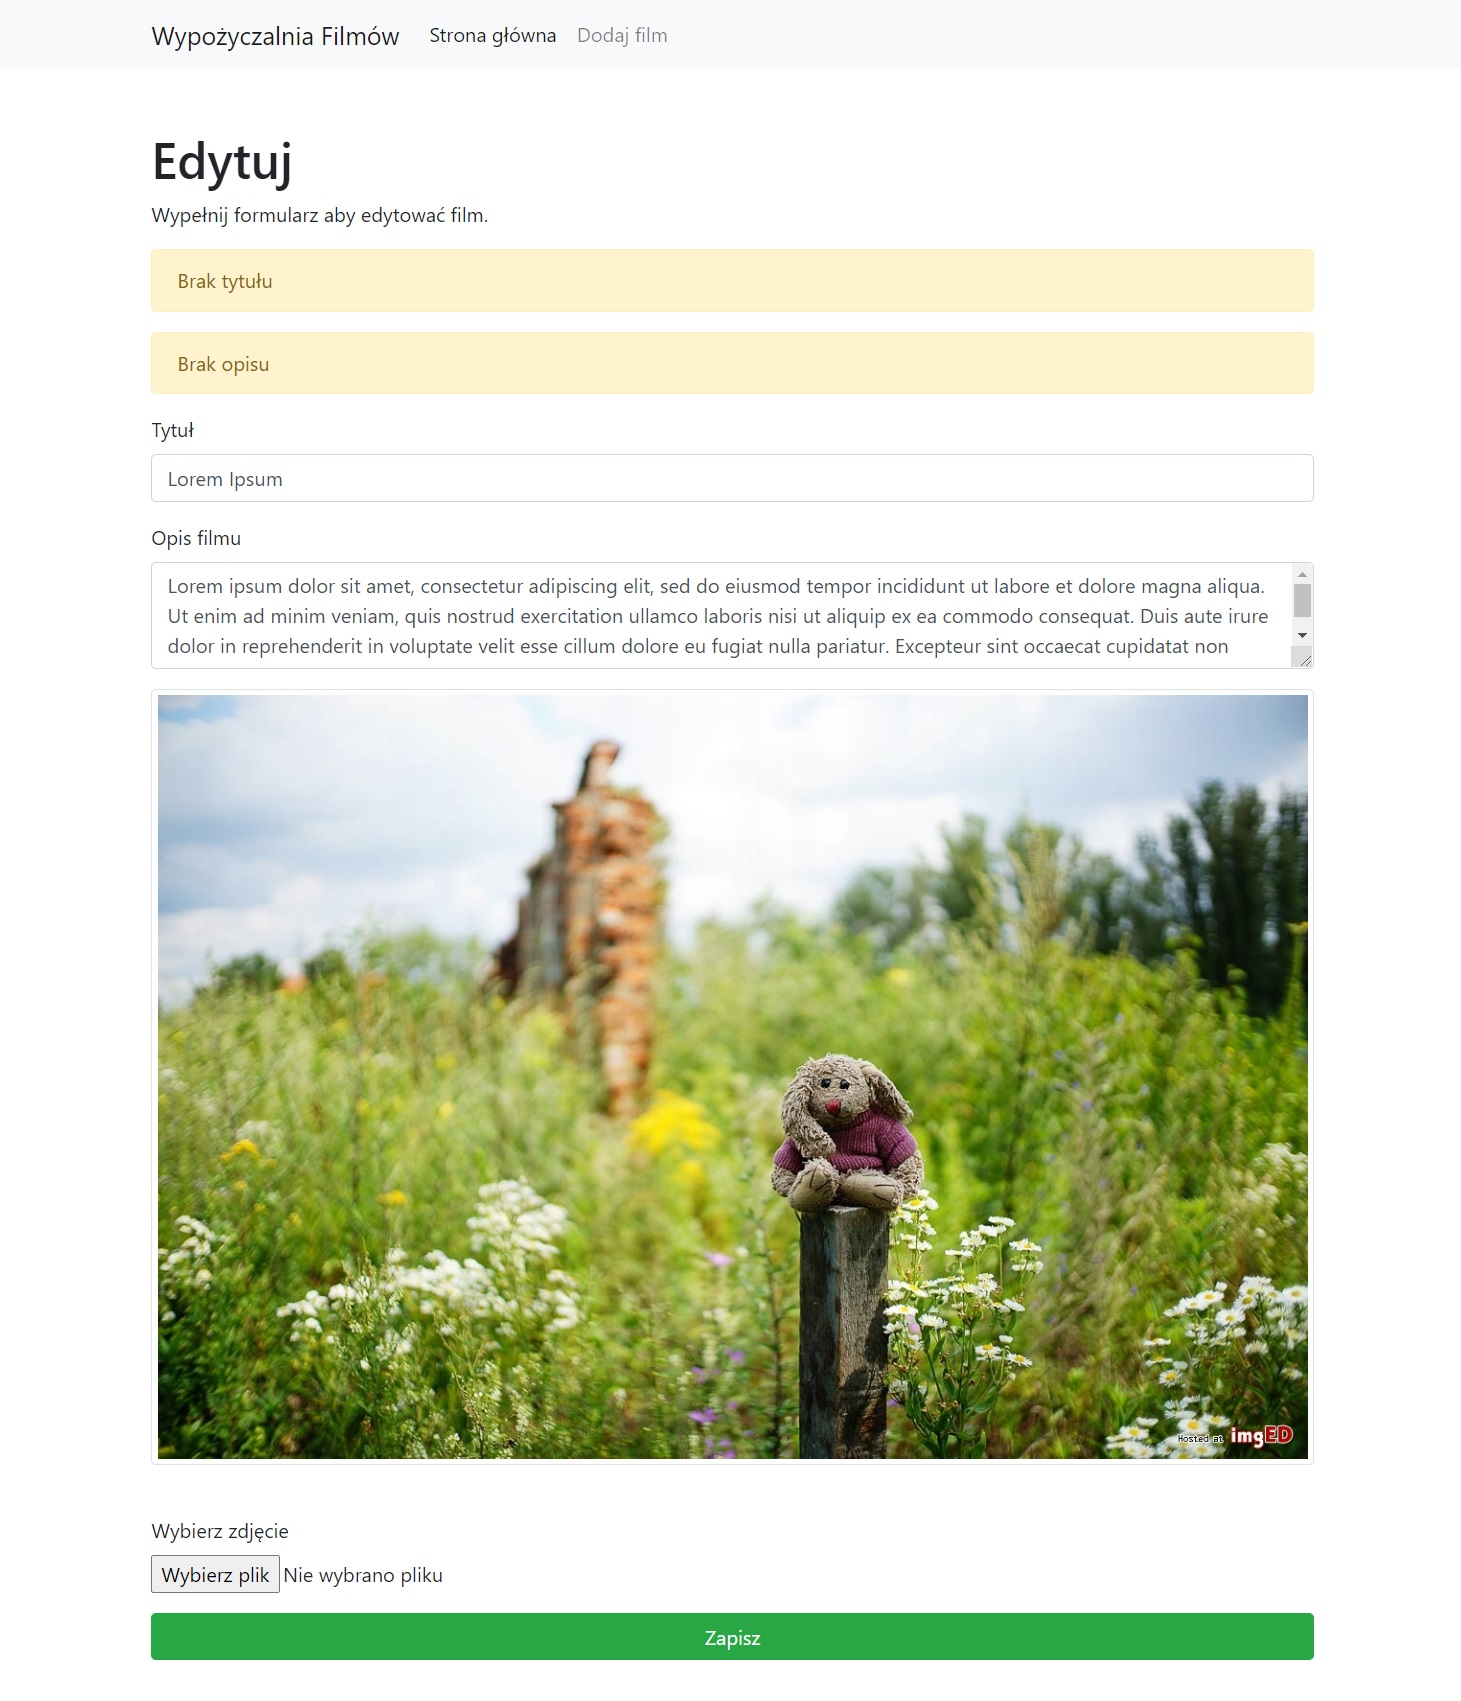 Wypożyczalnia Filmów Strona główna Dodaj film
Edytuj
Wypełnij formularz aby edytować film.
Brak tytułu
Brak opisu
Tytuł
Lorem Ipsum
Opis filmu
Lorem ipsum dolor sit amet, consectetur adipiscing elit, sed do eiusmod tempor incididunt ut labore et dolore magna aliqua.
Ut enim ad minim veniam, quis nostrud exercitation ullamco laboris nisi ut aliquip ex ea commodo consequat. Duis aute irure
dolor in reprehenderit in voluptate velit esse cillum dolore eu fugiat nulla pariatur. Excepteur sint occaecat cupidatat non
Hosted at imgED
Wybierz zdjęcie
Wybierz plik Nie wybrano pliku
Zapisz